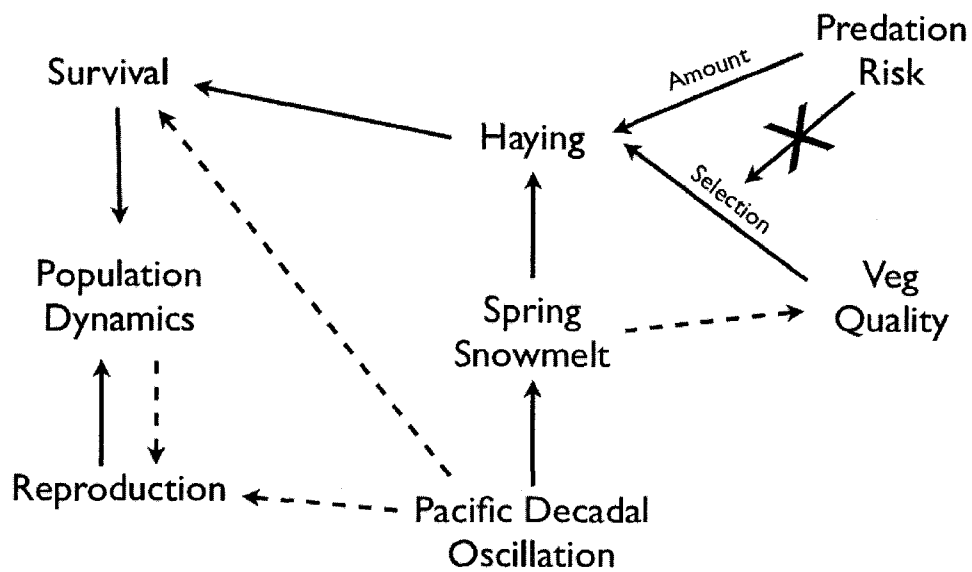 Predation
Risk
Survival
Amount
Haying
Selection
Population
Dynamics
Spring
Snowmelt
Veg
Quality
Reproduction
Pacific Decadal
Oscillation